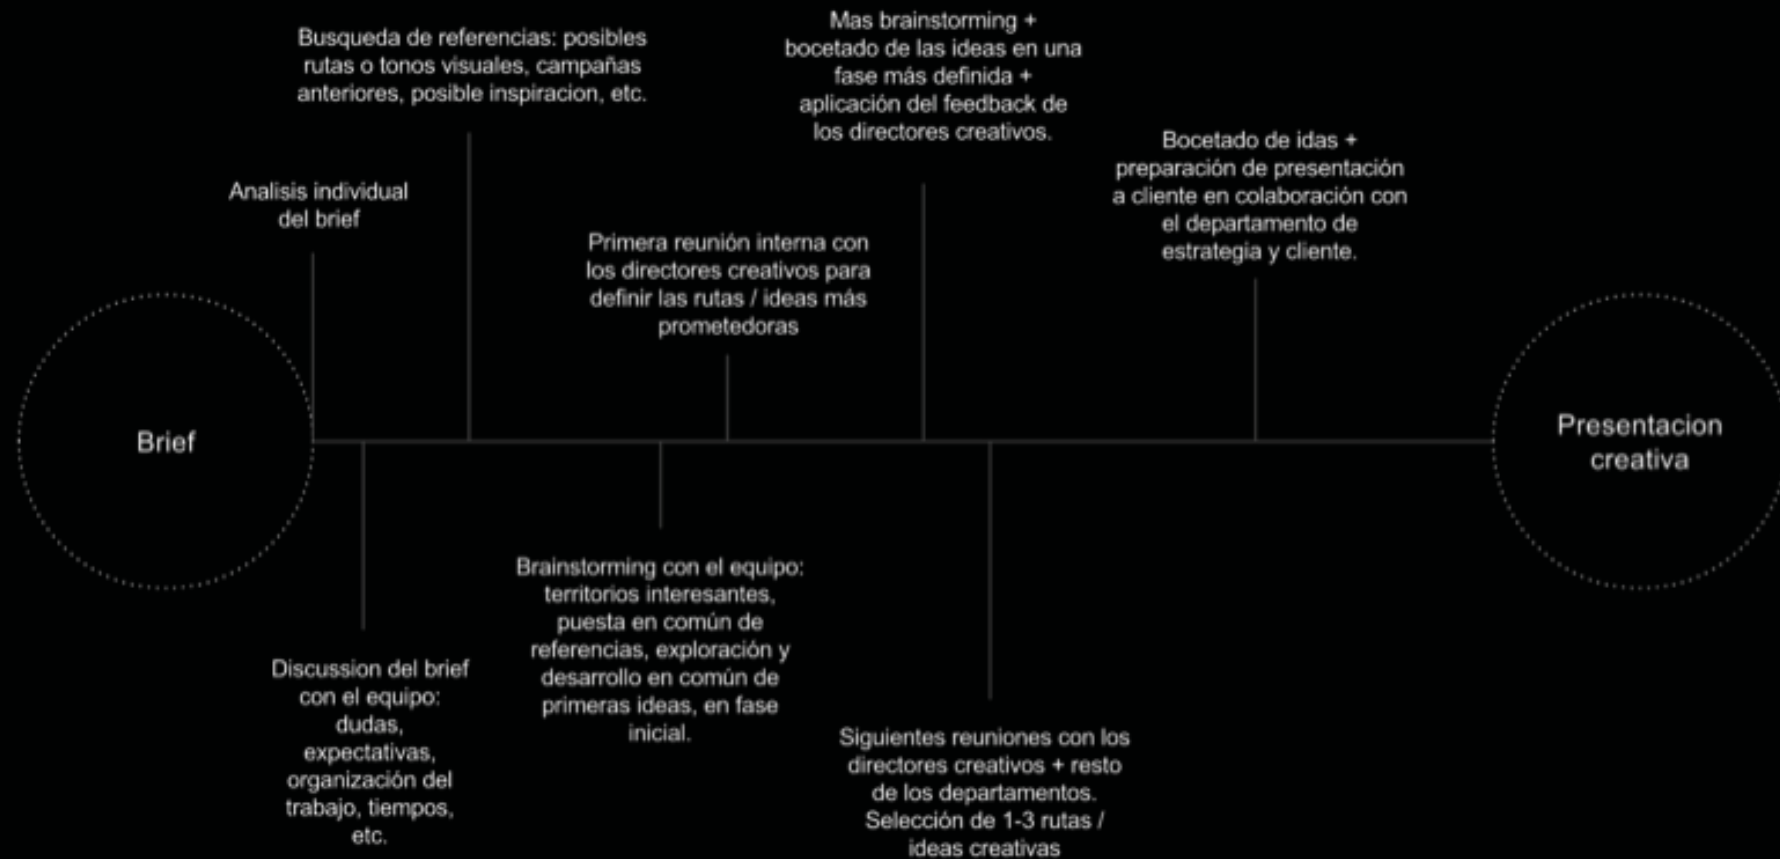 Brief
Analisis individual
del brief
Discussion del brief
con el equipo:
dudas,
expectativas,
organización del
trabajo, tiempos,
etc.
Busqueda de referencias: posibles
rutas o tonos visuales, campañas
anteriores, posible inspiracion, etc.
Brainstorming con el equipo:
territorios interesantes,
puesta en común de
referencias, exploración y
desarrollo en común de
primeras ideas, en fase
inicial.
Primera reunión interna con
los directores creativos para
definir las rutas / ideas más
prometedoras
Mas brainstorming +
bocetado de las ideas en una
fase más definida +
aplicación del feedback de
los directores creativos.
Siguientes reuniones con los
directores creativos + resto
de los departamentos.
Selección de 1-3 rutas /
ideas creativas
Bocetado de idas +
preparación de presentación
a cliente en colaboración con
el departamento de
estrategia y cliente.
Presentacion
creativa